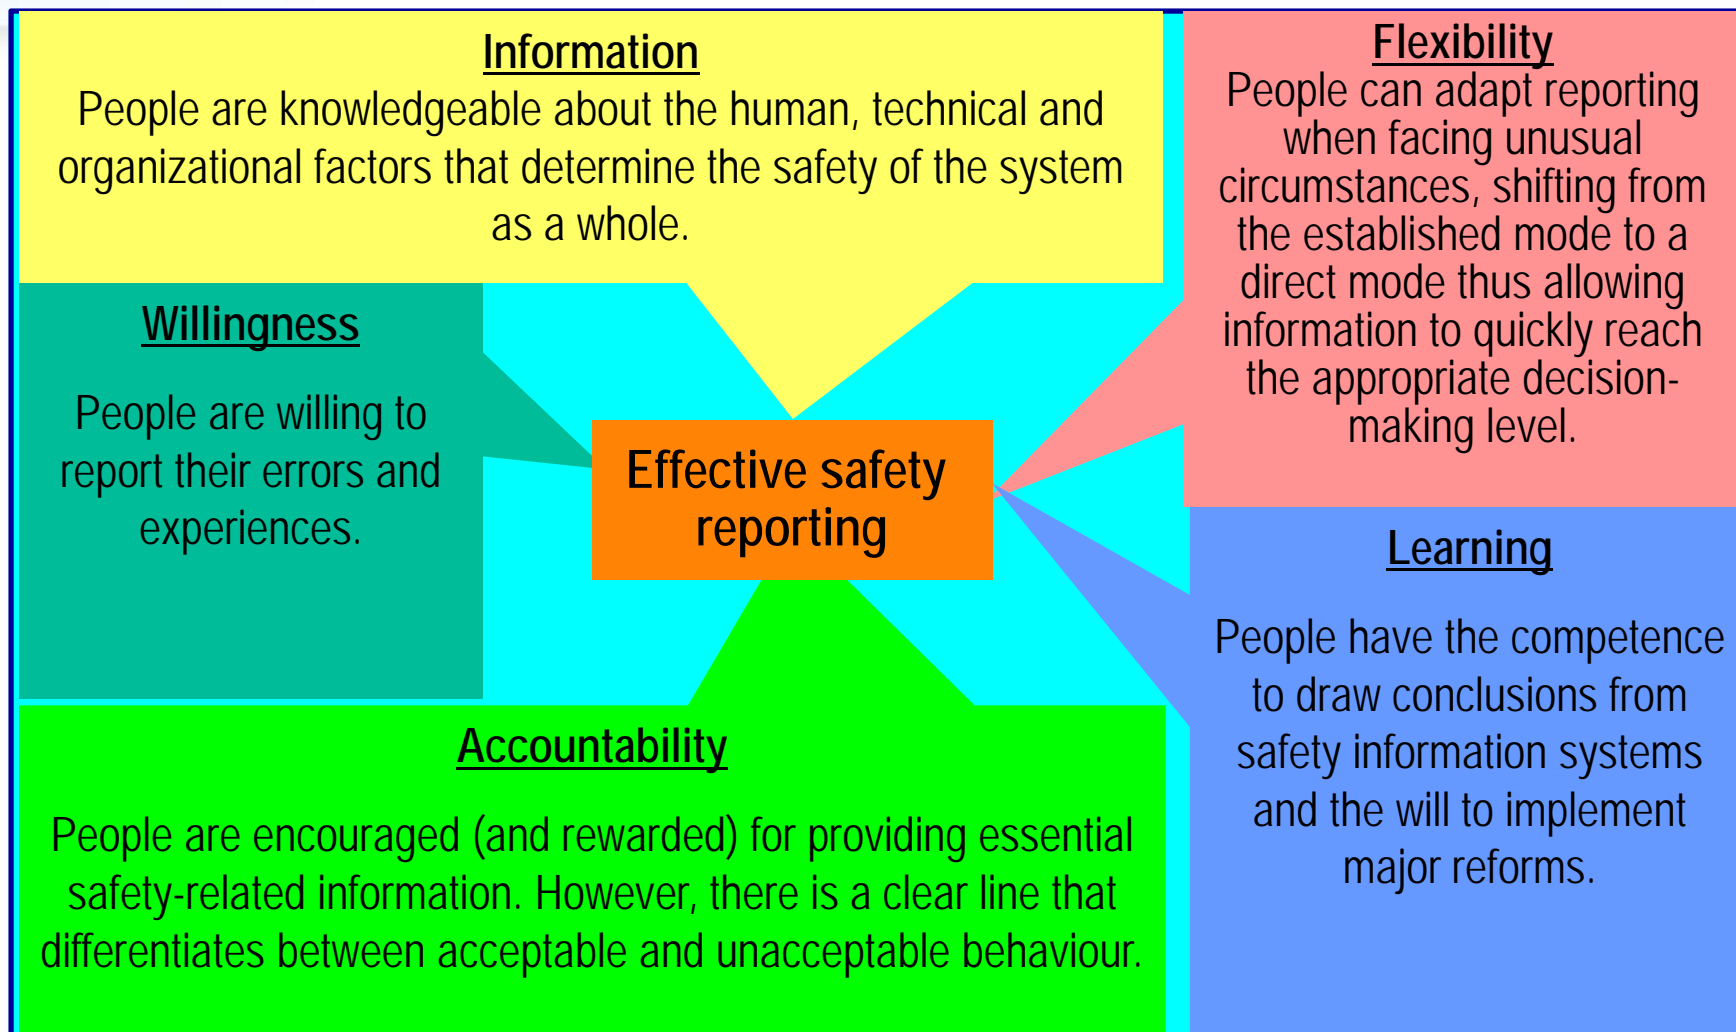 Information
People are knowledgeable about the human, technical and
organizational factors that determine the safety of the system
as a whole.
Flexibility
People can adapt reporting
when facing unusual
circumstances, shifting from
the established mode to a
direct mode thus allowing
information to quickly reach
the appropriate decision-
making level.
Willingness
People are willing to
report their errors and
experiences.
Effective safety
reporting
Learning
People have the competence
to draw conclusions from
safety information systems
and the will to implement
major reforms.
Accountability
People are encouraged (and rewarded) for providing essential
safety-related information. However, there is a clear line that
differentiates between acceptable and unacceptable behaviour.